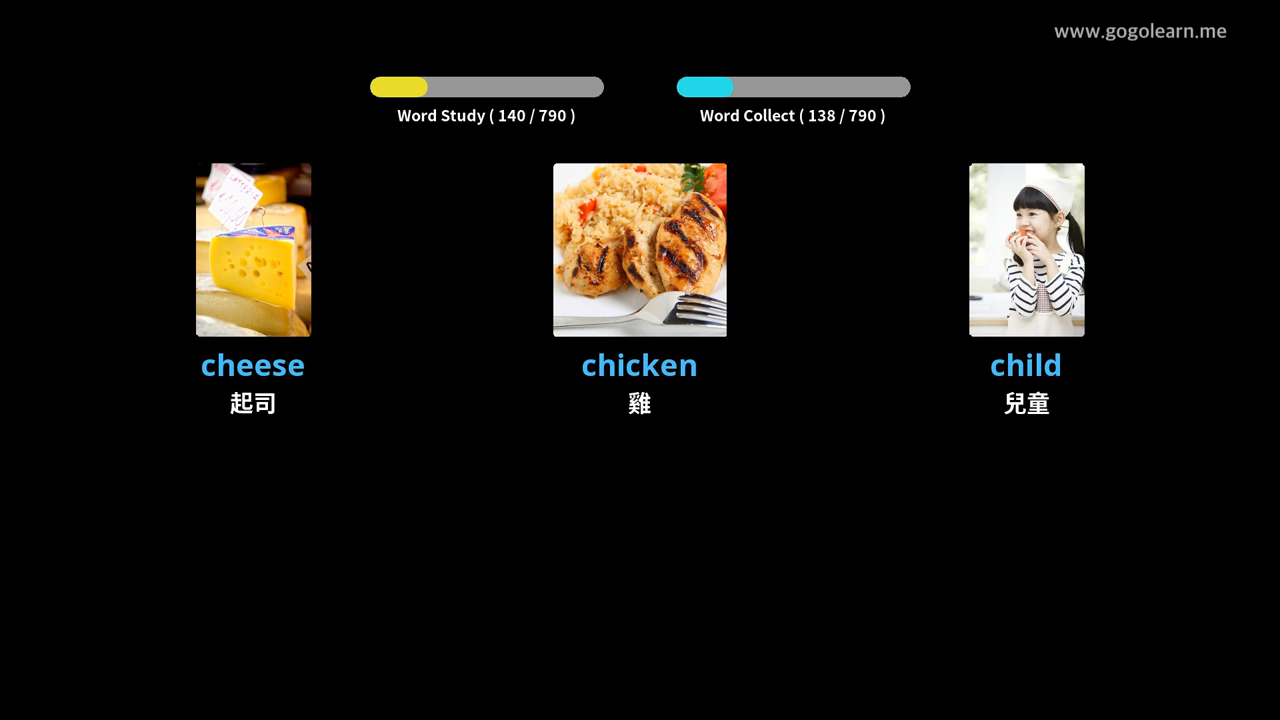 www.gogolearn.me
Word Study ( 140 / 790 )
Word Collect ( 138 / 790 )
cheese
chicken
child
起司
雞
兒童